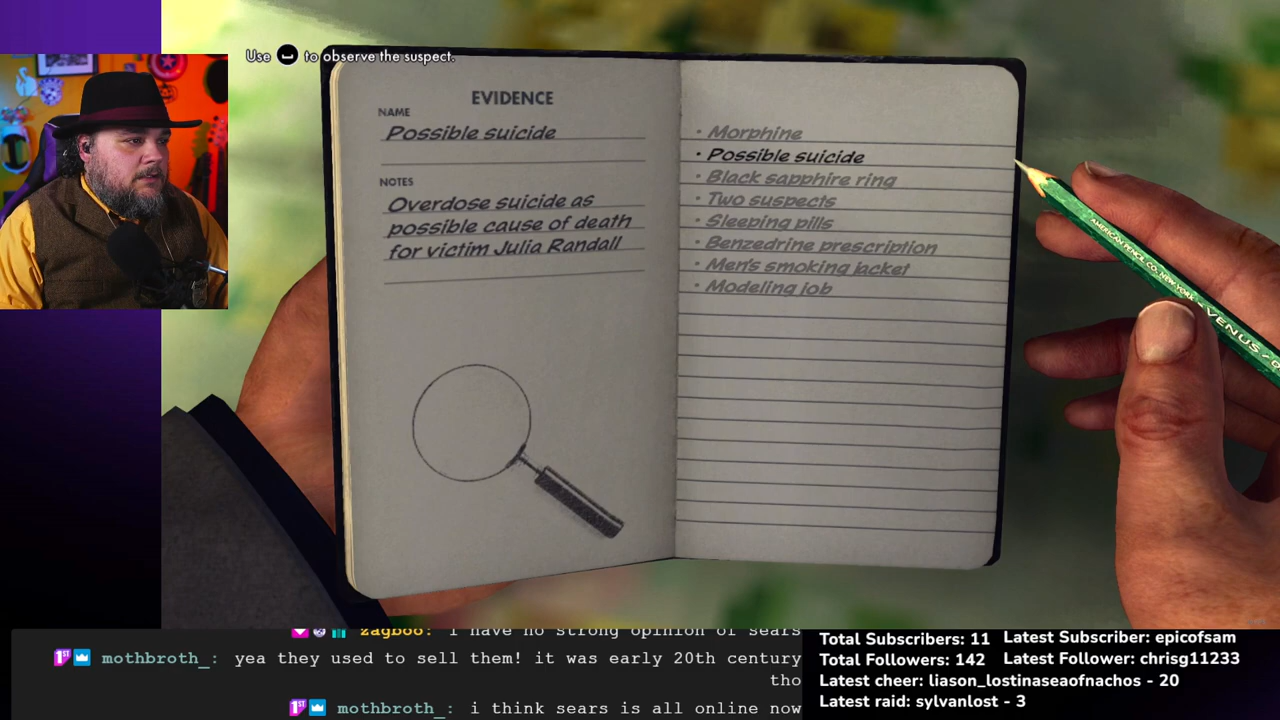 Use to observe the suspect.
EVIDENCE
NAME
Possible suicide
NOTES
Overdose suicide as
possible cause of death
for victim Julia Randall
• Morphine
• Possible suicide
• Black sapphire ring
• Two suspects
• Sleeping pills
• Benzedrine prescription
• Men's smoking jacket
• Modeling job
AMERICAN PENCIL CO. NEW YORK
VENUS
zagboo: i have no strong opinion of sears
mothbroth_: yea they used to sell them! it was early 20th century
tho
mothbroth_: i think sears is all online now
Total Subscribers: 11 Latest Subscriber: epicofsam
Total Followers: 142 Latest Follower: chrisg11233
Latest cheer: liason_lostinaseaofnachos - 20
Latest raid: sylvanlost - 3